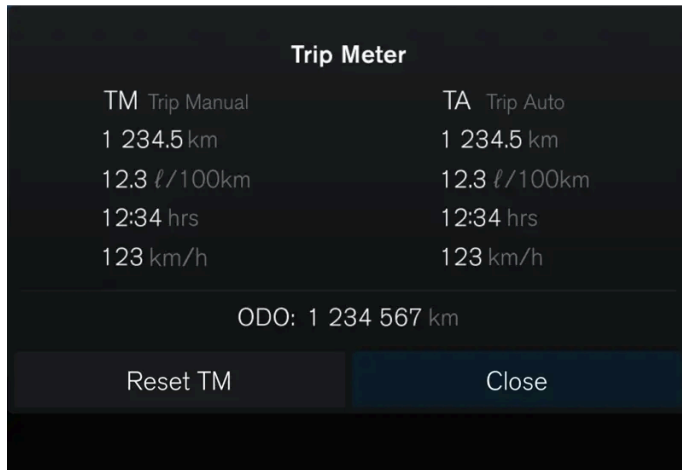 Trip Meter
TM Trip Manual
1 234.5 km
12.3 ℓ/100km
12:34 hrs
123 km/h
TA Trip Auto
1 234.5 km
12.3 ℓ/100km
12:34 hrs
123 km/h
ODO: 1 234 567 km
Reset TM
Close